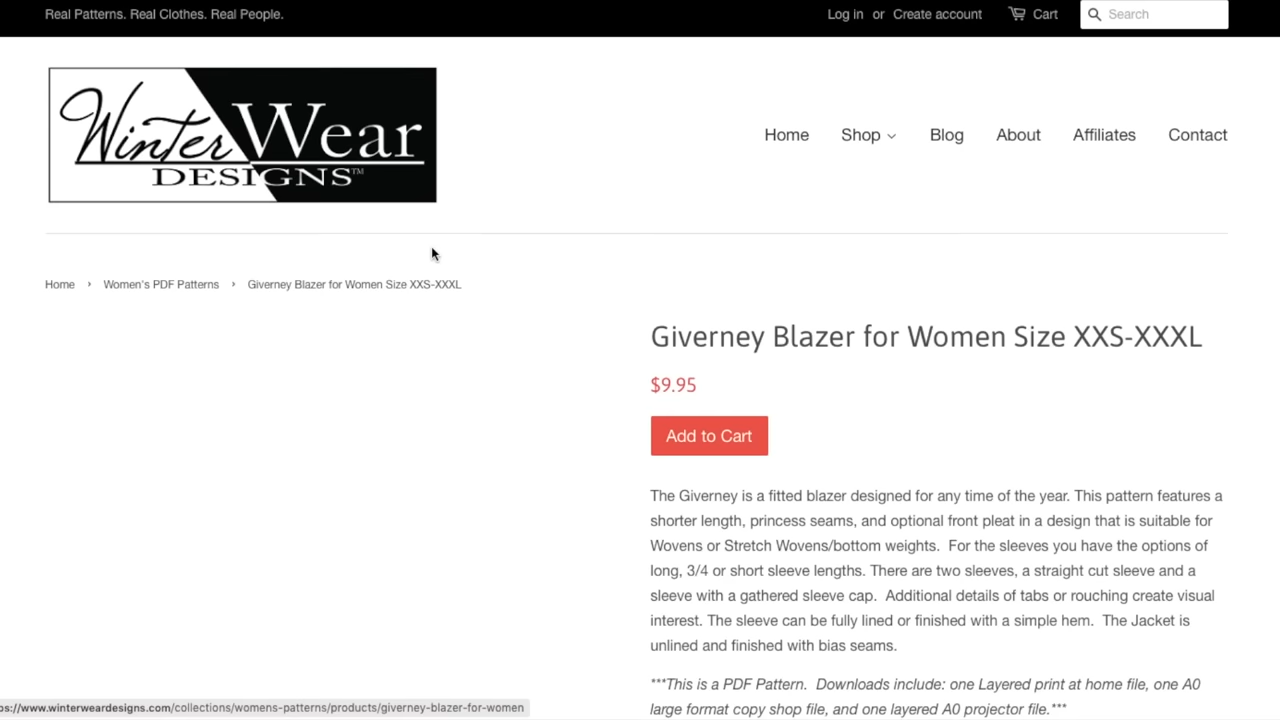 Real Patterns. Real Clothes. Real People.
Log in or Create account Cart Search
Winter Wear
DESIGNS™
Home Shop Blog About Affiliates Contact
Home › Women's PDF Patterns › Giverney Blazer for Women Size XXS-XXXL
Giverney Blazer for Women Size XXS-XXXL
$9.95
Add to Cart
The Giverney is a fitted blazer designed for any time of the year. This pattern features a
shorter length, princess seams, and optional front pleat in a design that is suitable for
Wovens or Stretch Wovens/bottom weights. For the sleeves you have the options of
long, 3/4 or short sleeve lengths. There are two sleeves, a straight cut sleeve and a
sleeve with a gathered sleeve cap. Additional details of tabs or rouching create visual
interest. The sleeve can be fully lined or finished with a simple hem. The Jacket is
unlined and finished with bias seams.
***This is a PDF Pattern. Downloads include: one Layered print at home file, one A0
large format copy shop file, and one layered A0 projector file.***
ps://www.winterweardesigns.com/collections/womens-patterns/products/giverney-blazer-for-women